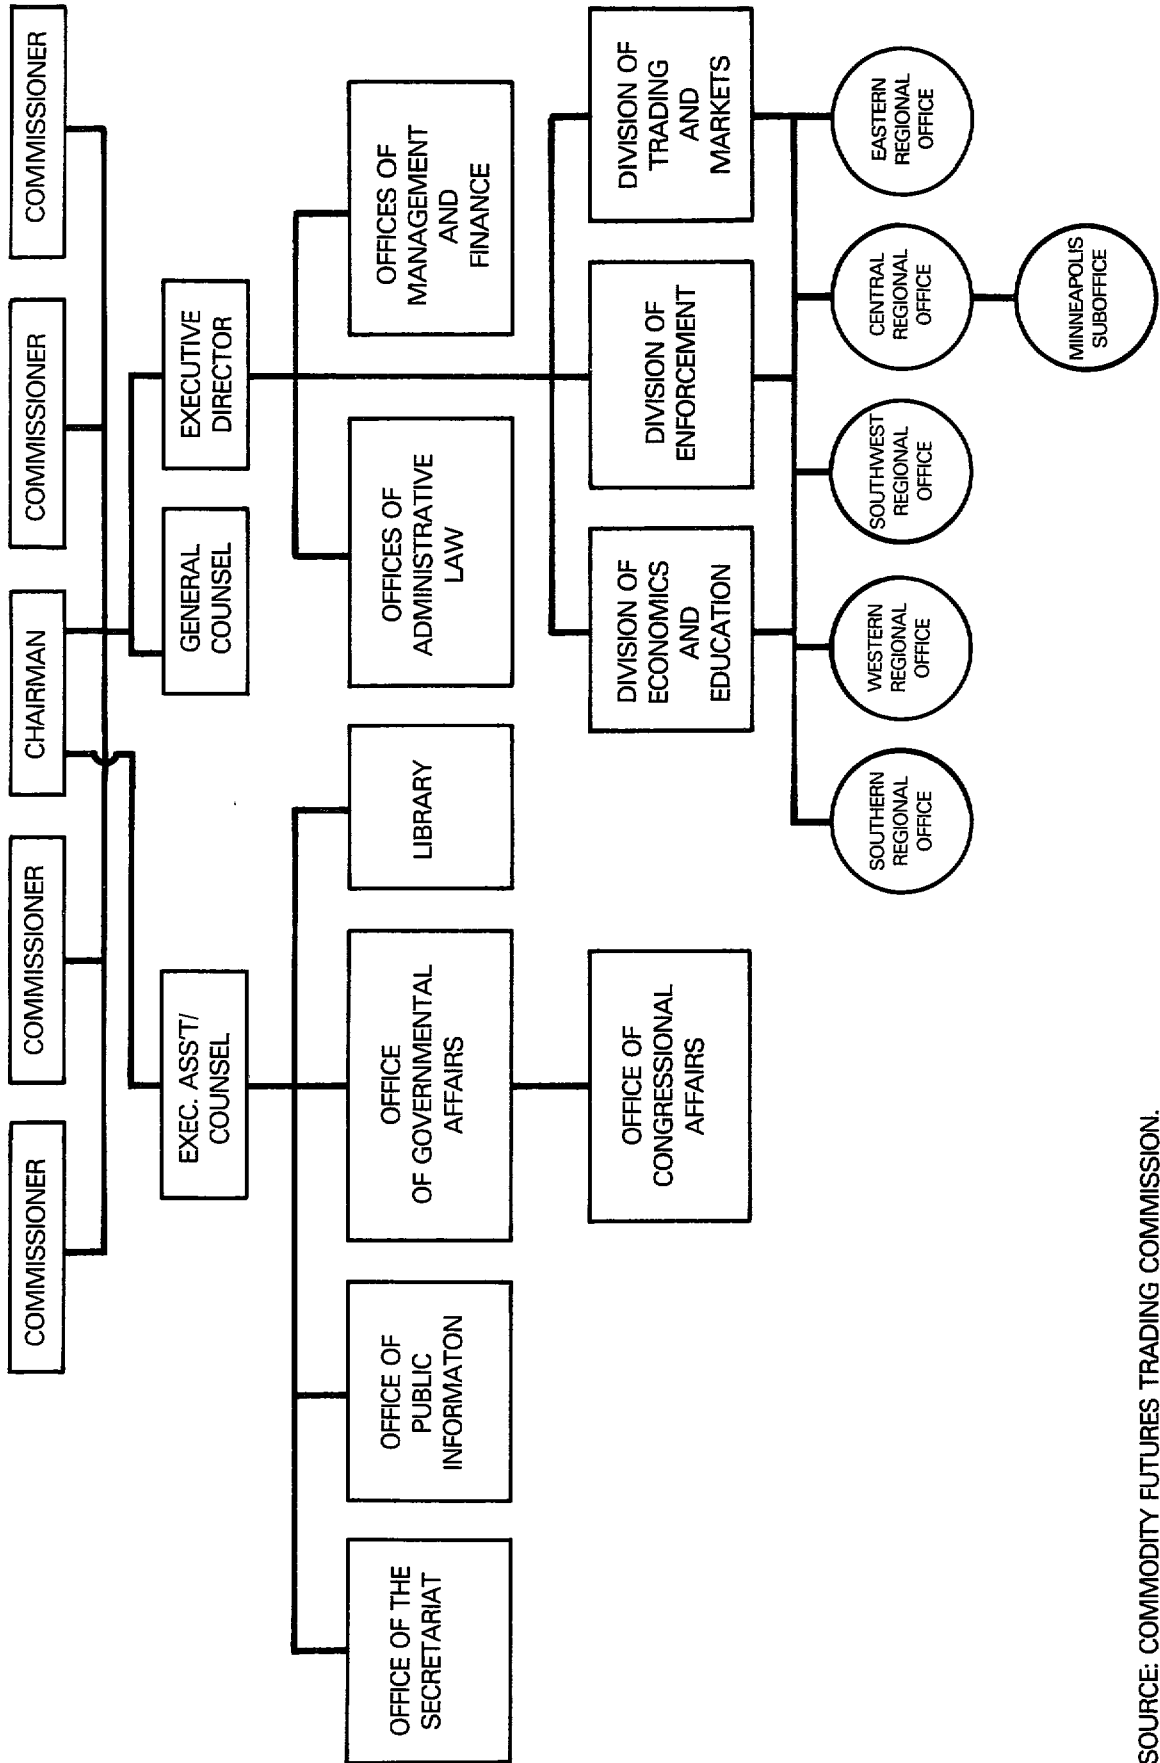 COMMISSIONER
COMMISSIONER
CHAIRMAN
COMMISSIONER
COMMISSIONER
EXEC. ASS'T/
COUNSEL
GENERAL
COUNSEL
EXECUTIVE
DIRECTOR
OFFICE OF THE
SECRETARIAT
OFFICE OF
PUBLIC
INFORMATON
OFFICE
OF GOVERNMENTAL
AFFAIRS
LIBRARY
OFFICES OF
ADMINISTRATIVE
LAW
OFFICES OF
MANAGEMENT
AND
FINANCE
OFFICE OF
CONGRESSIONAL
AFFAIRS
DIVISION OF
ECONOMICS
AND
EDUCATION
DIVISION OF
ENFORCEMENT
DIVISION OF
TRADING
AND
MARKETS
SOUTHERN
REGIONAL
OFFICE
WESTERN
REGIONAL
OFFICE
SOUTHWEST
REGIONAL
OFFICE
CENTRAL
REGIONAL
OFFICE
EASTERN
REGIONAL
OFFICE
MINNEAPOLIS
SUBOFFICE
SOURCE: COMMODITY FUTURES TRADING COMMISSION.